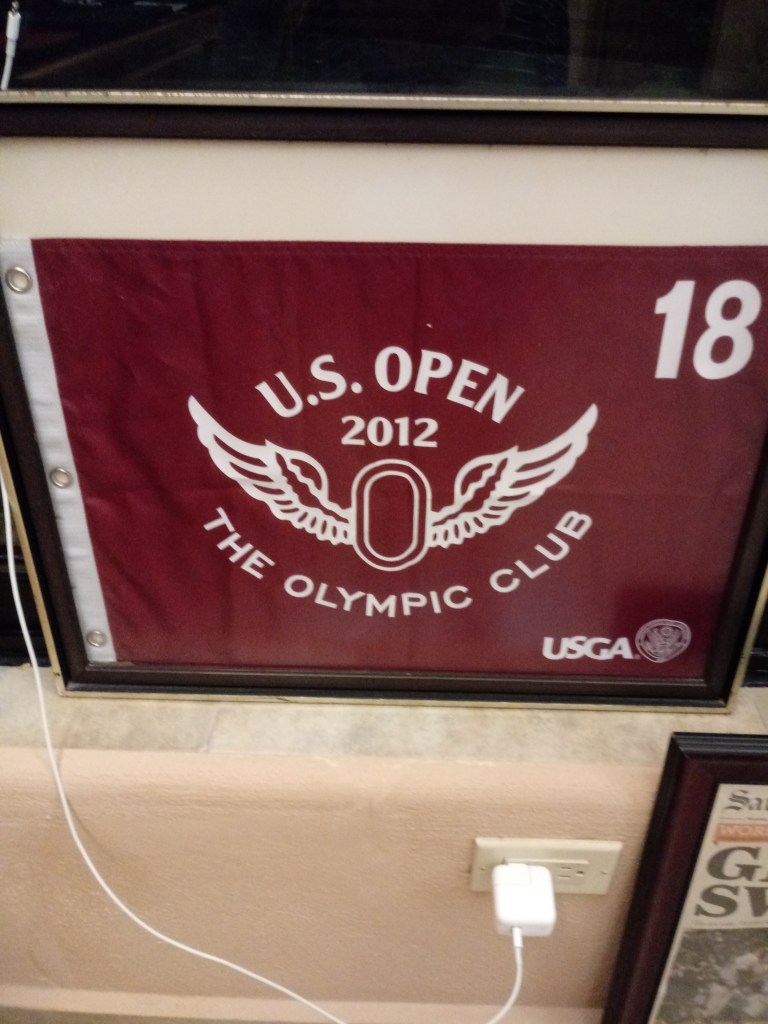 18
U.S. OPEN
2012
THE OLYMPIC CLUB
USGA